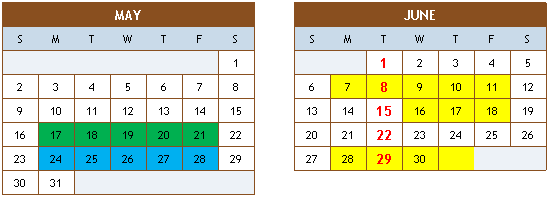 MAY
S M T W T F S
1
2 3 4 5 6 7 8
9 10 11 12 13 14 15
16 17 18 19 20 21 22
23 24 25 26 27 28 29
30 31
JUNE
S M T W T F S
1 2 3 4 5
6 7 8 9 10 11 12
13 14 15 16 17 18 19
20 21 22 23 24 25 26
27 28 29 30